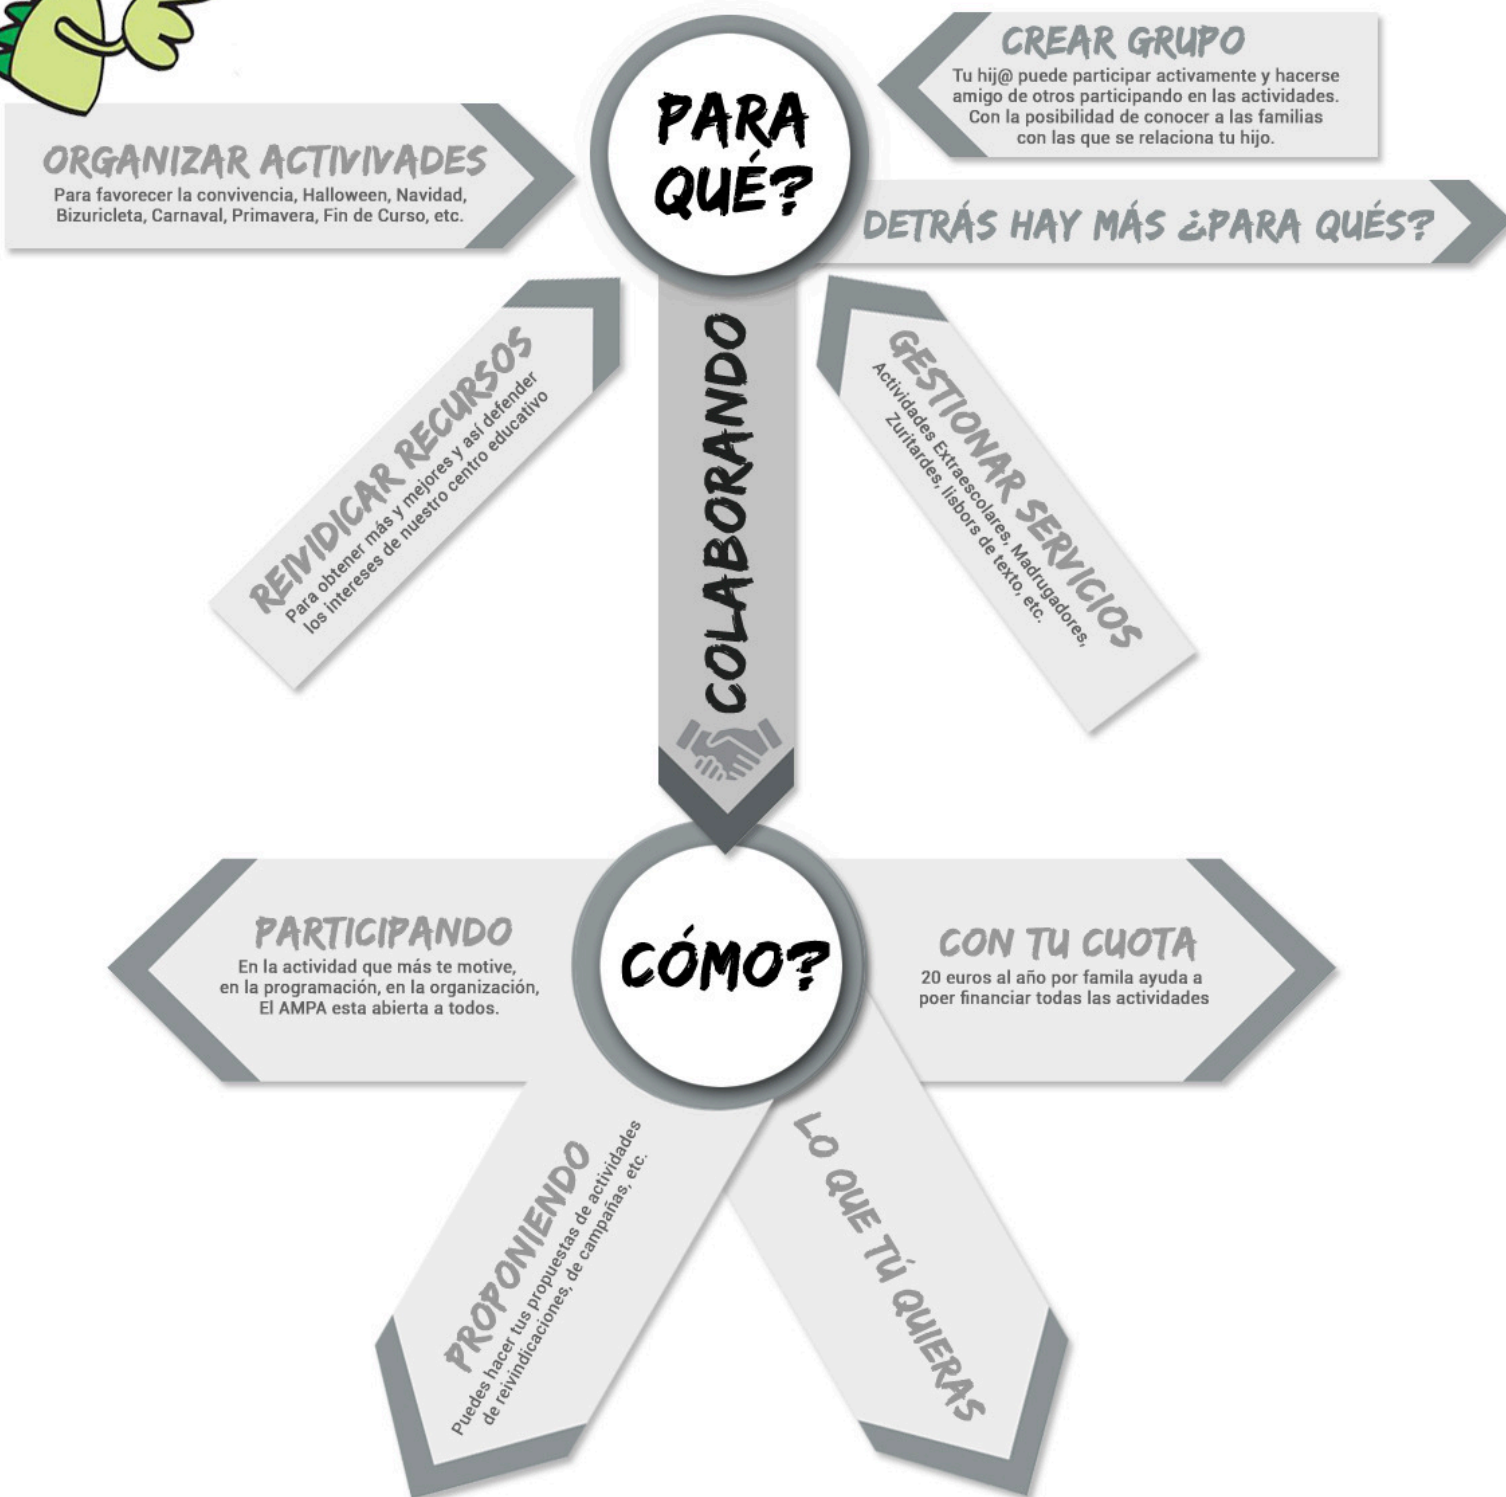 PARA
QUÉ?
CREAR GRUPO
Tu hij@ puede participar activamente y hacerse
amigo de otros participando en las actividades.
Con la posibilidad de conocer a las familias
con las que se relaciona tu hijo.
ORGANIZAR ACTIVIVADES
Para favorecer la convivencia, Halloween, Navidad,
Bizuricleta, Carnaval, Primavera, Fin de Curso, etc.
DETRÁS HAY MÁS ¿PARA QUÉS?
REIVIDICAR RECURSOS
Para obtener más y mejores y así defender
los intereses de nuestro centro educativo
COLABORANDO
GESTIONAR SERVICIOS
Actividades Extraescolares, Madrugadores,
Zuritardes, lisbors de texto, etc.
CÓMO?
PARTICIPANDO
En la actividad que más te motive,
en la programación, en la organización,
El AMPA esta abierta a todos.
CON TU CUOTA
20 euros al año por famila ayuda a
poer financiar todas las actividades
PROPONIENDO
Puedes hacer tus propuestas de actividades
de reivindicaciones, de campañas, etc.
LO QUE TÚ QUIERAS